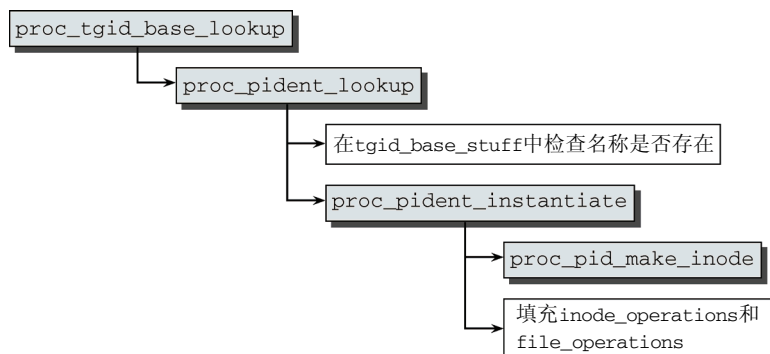 proc_tgid_base_lookup
proc_pident_lookup
在tgid_base_stuff中检查名称是否存在
proc_pident_instantiate
proc_pid_make_inode
填充inode_operations和
file_operations